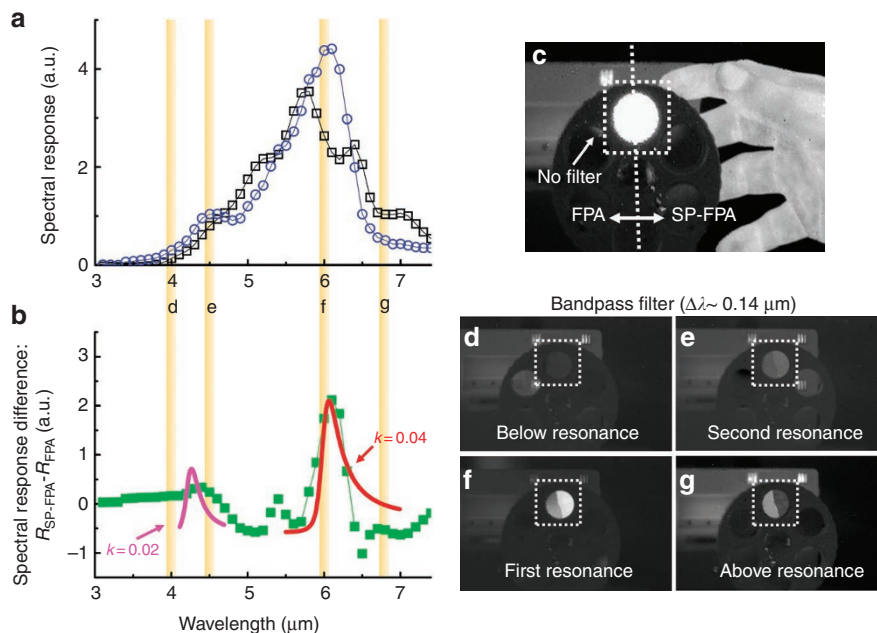 a
Spectral response (a.u.)
4
2
0
3 4 5 6 7
d e f g
b
Spectral response difference:
R_SP-FPA-R_FPA (a.u.)
3
2
1
0
−1
k=0.04
k=0.02
3 4 5 6 7
Wavelength (μm)
c
No filter
FPA SP-FPA
Bandpass filter (Δλ~ 0.14 μm)
d
Below resonance
e
Second resonance
f
First resonance
g
Above resonance